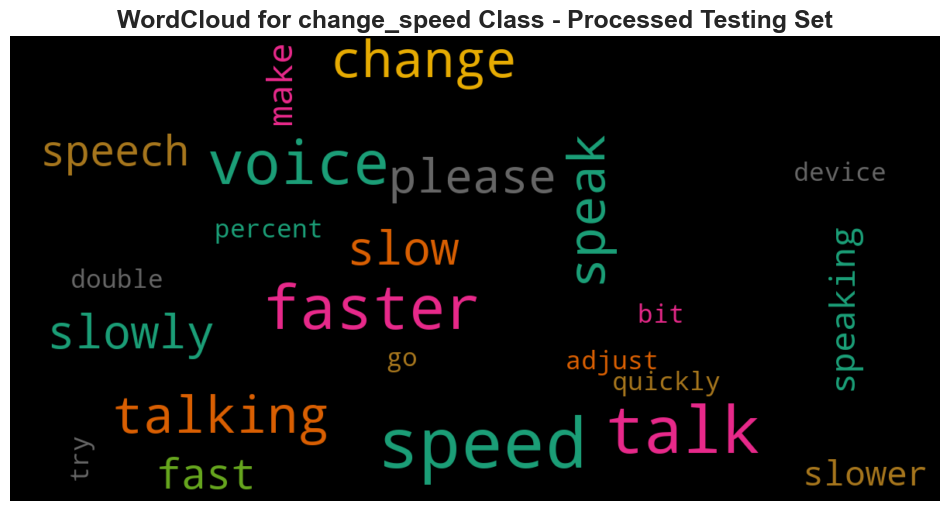 WordCloud for change_speed Class - Processed Testing Set
make
change
speech
voice
please
speak
device
percent
slow
speaking
double
faster
bit
slowly
go
adjust
quickly
talking
speed
talk
try
fast
slower